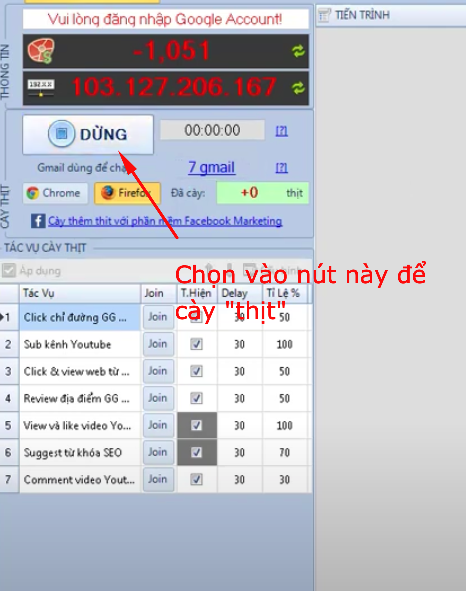 Vui lòng đăng nhập Google Account!
TIẾN TRÌNH
THÔNG TIN
-1,051
103.127.206.167
DỪNG
00:00:00
[?]
Gmail dùng để
7 gmail
[?]
CÀY THỊT
Chrome
Firefox
Đã cày:
+0
thịt
Cày thêm thịt với phần mềm Facebook Marketing
TÁC VỤ CÀY THỊT
Áp dụng
Chọn vào nút này để
cày "thịt"
Tác Vụ Join T.Hiện Delay Tỉ Lệ %
1 Click chỉ đường GG ... Join 30 50
2 Sub kênh Youtube Join 30 100
3 Click & view web từ ... Join 30 50
4 Review địa điểm GG ... Join 30 50
5 View và like video Yo... Join 30 100
6 Suggest từ khóa SEO Join 30 70
7 Comment video Yout... Join 30 30